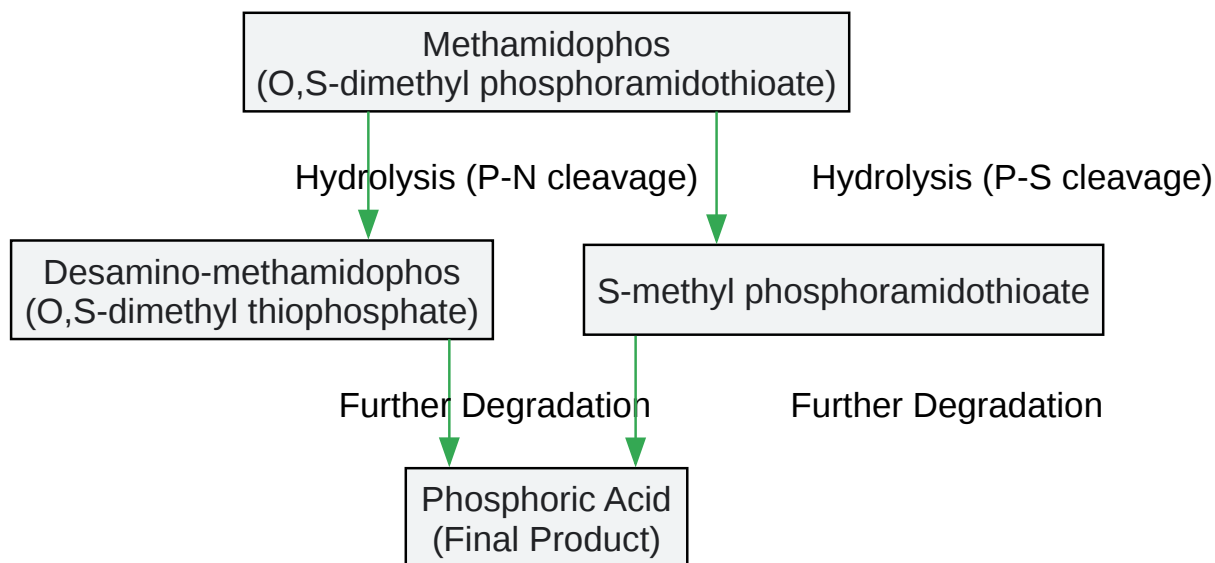 Methamidophos
(O,S-dimethyl phosphoramidothioate)
Hydrolysis (P-N cleavage)
Hydrolysis (P-S cleavage)
Desamino-methamidophos
(O,S-dimethyl thiophosphate)
S-methyl phosphoramidothioate
Further Degradation
Further Degradation
Phosphoric Acid
(Final Product)